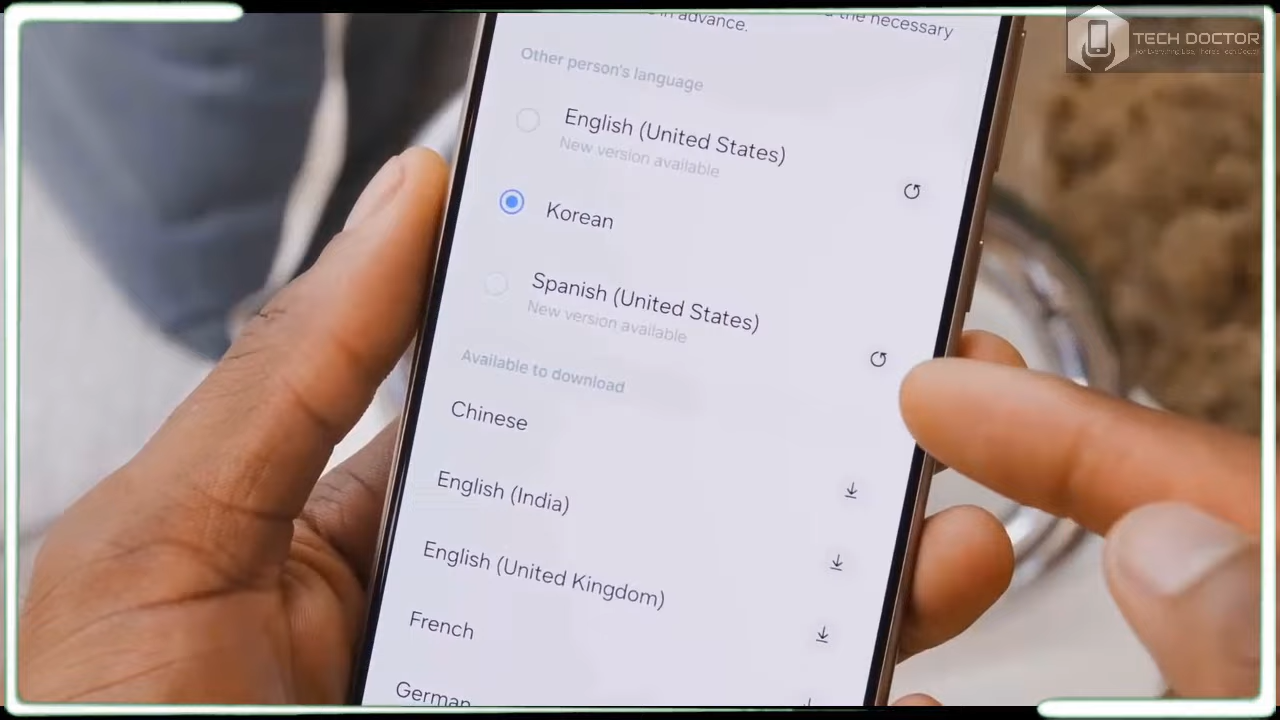 in advance.
the necessary
Other person's language
English (United States)
New version available
Korean
Spanish (United States)
New version available
Available to download
Chinese
English (India)
English (United Kingdom)
French
German
TECH DOCTOR